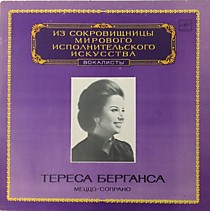 ИЗ СОКРОВИЩНИЦЫ
МИРОВОГО
ИСПОЛНИТЕЛЬСКОГО
ИСКУССТВА
ВОКАЛИСТЫ
ТЕРЕСА БЕРГАНСА
МЕЦЦО-СОПРАНО